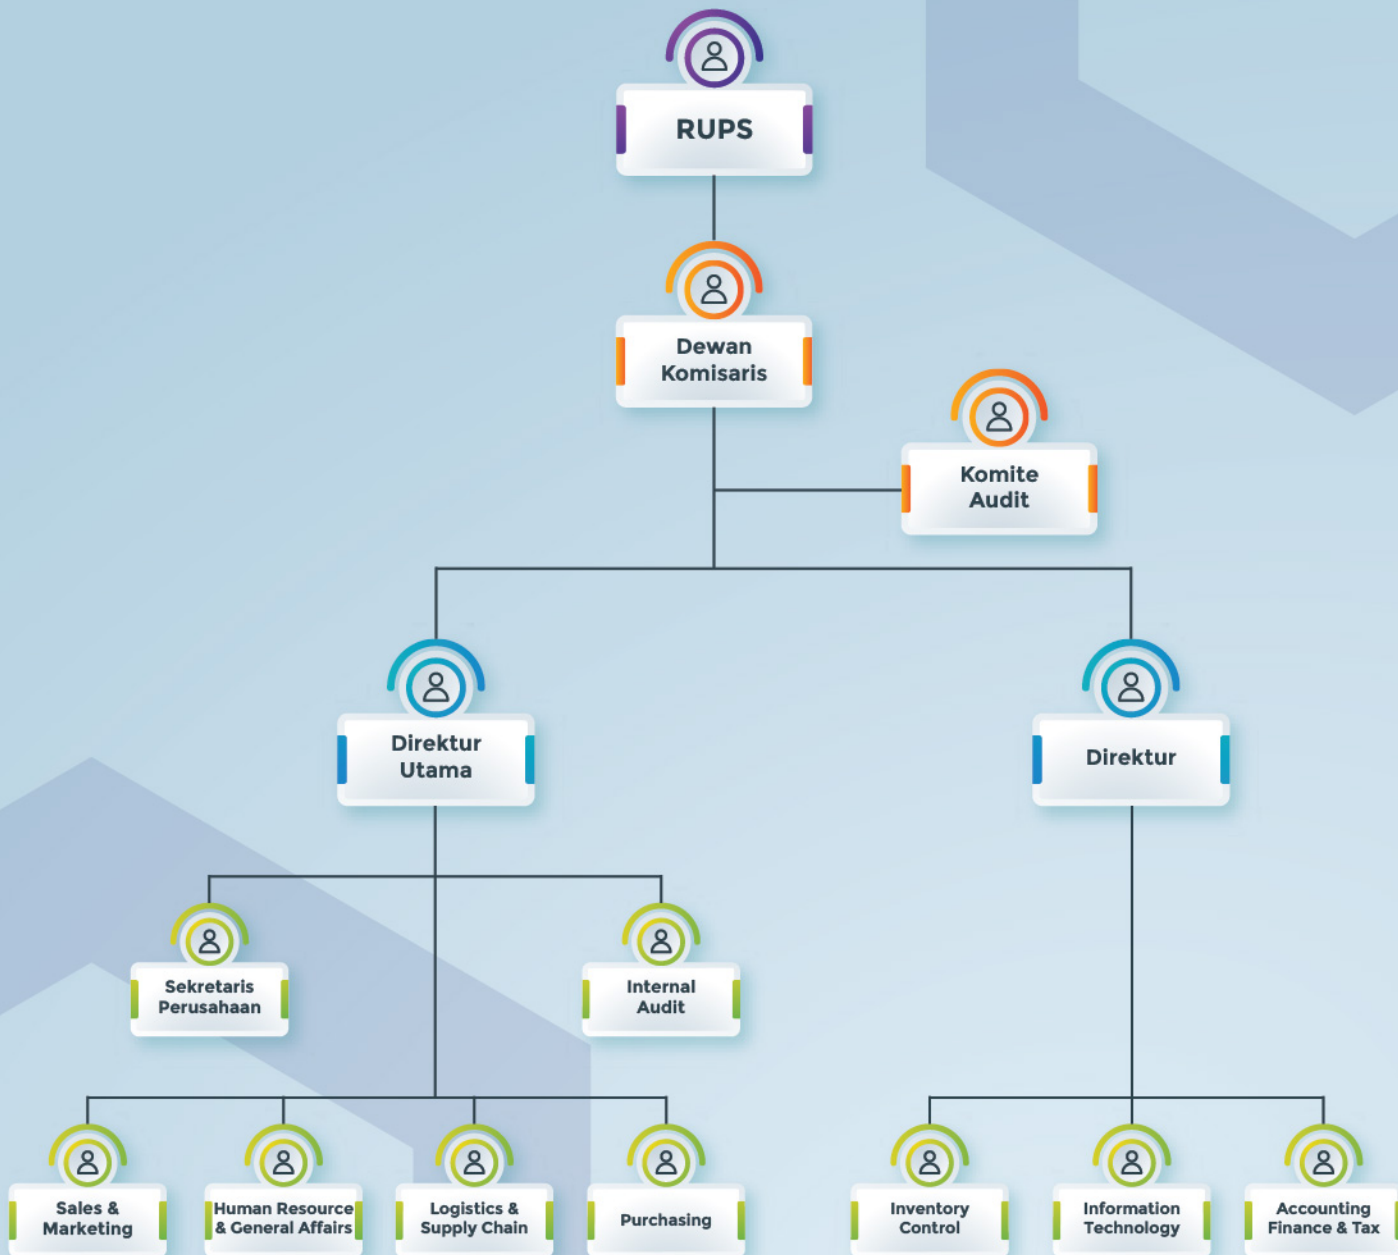 RUPS
Dewan
Komisaris
Komite
Audit
Direktur
Utama
Direktur
Sekretaris
Perusahaan
Internal
Audit
Sales &
Marketing
Human Resource
& General Affairs
Logistics &
Supply Chain
Purchasing
Inventory
Control
Information
Technology
Accounting
Finance & Tax